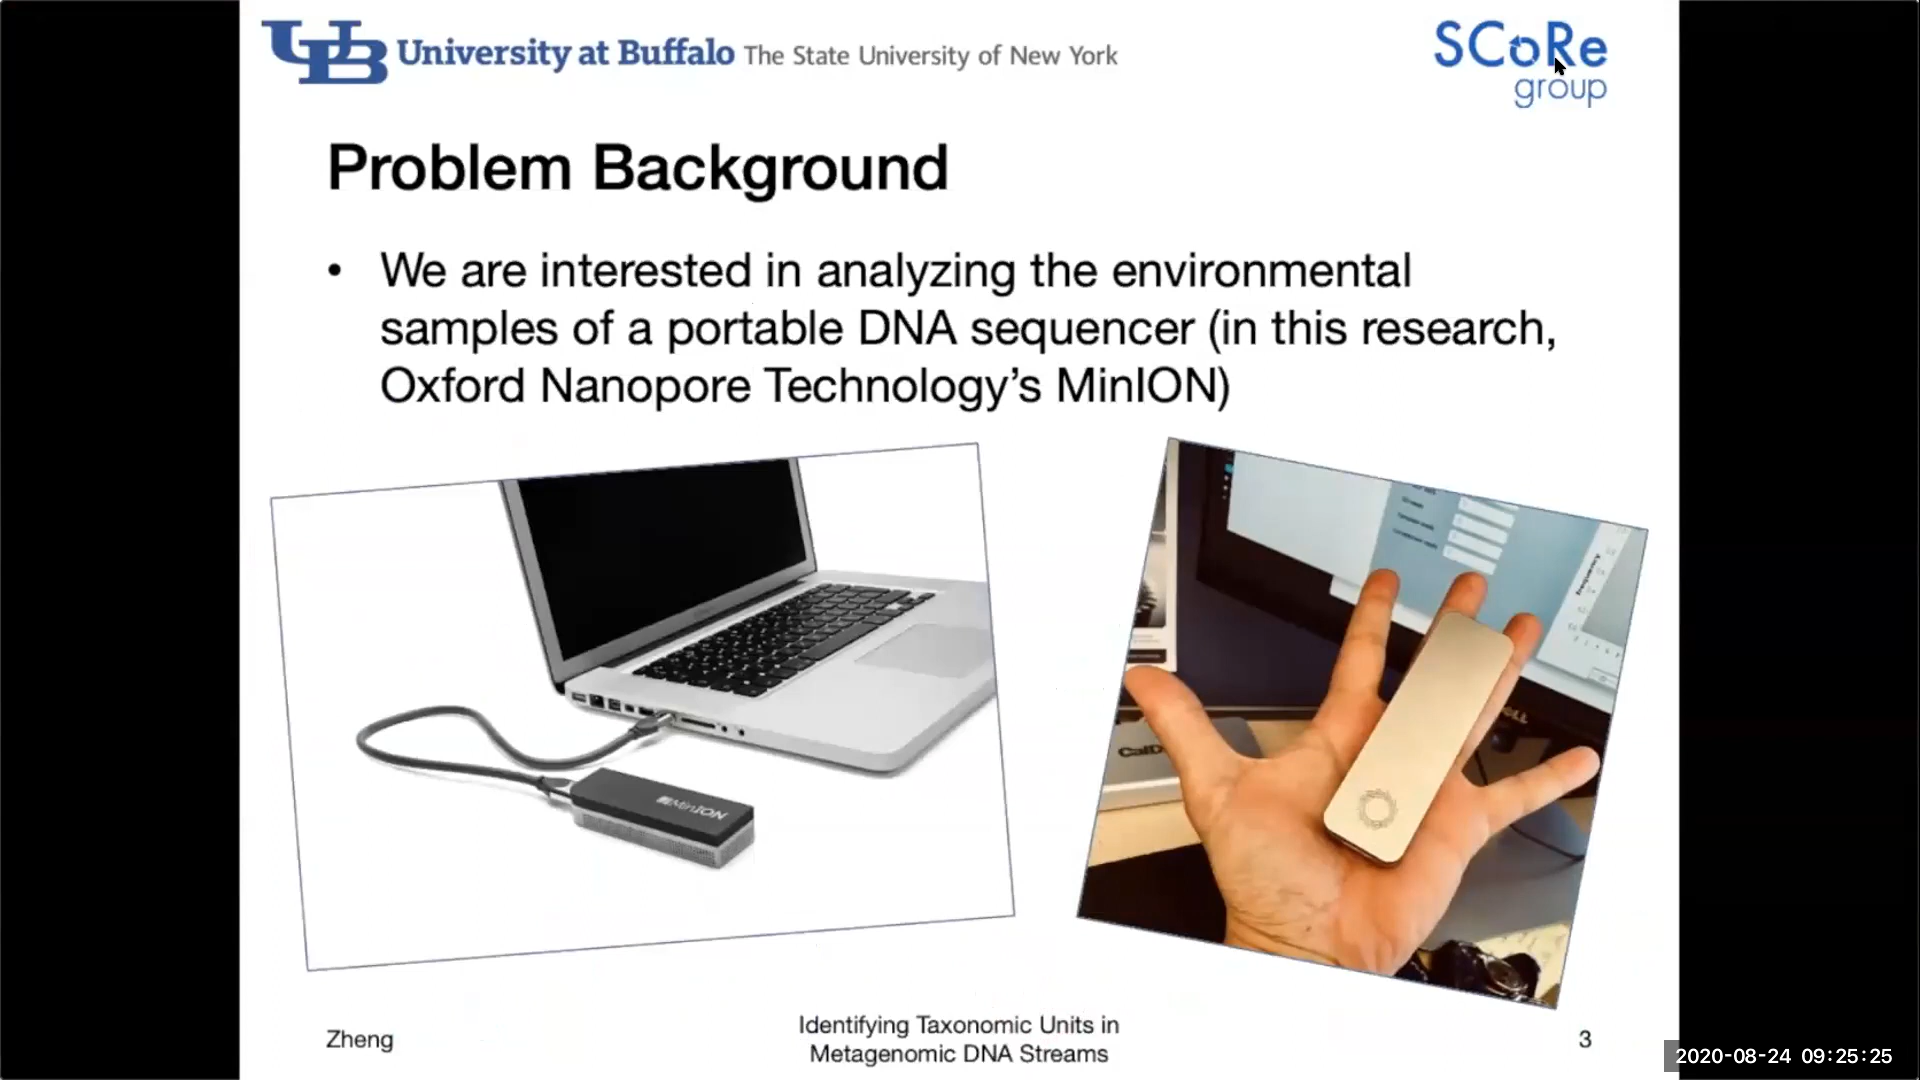 UB University at Buffalo The State University of New York
SCoRe
group
Problem Background
• We are interested in analyzing the environmental
samples of a portable DNA sequencer (in this research,
Oxford Nanopore Technology's MinION)
MinION
Zheng
Identifying Taxonomic Units in
Metagenomic DNA Streams
3
2020-08-24 09:25:25